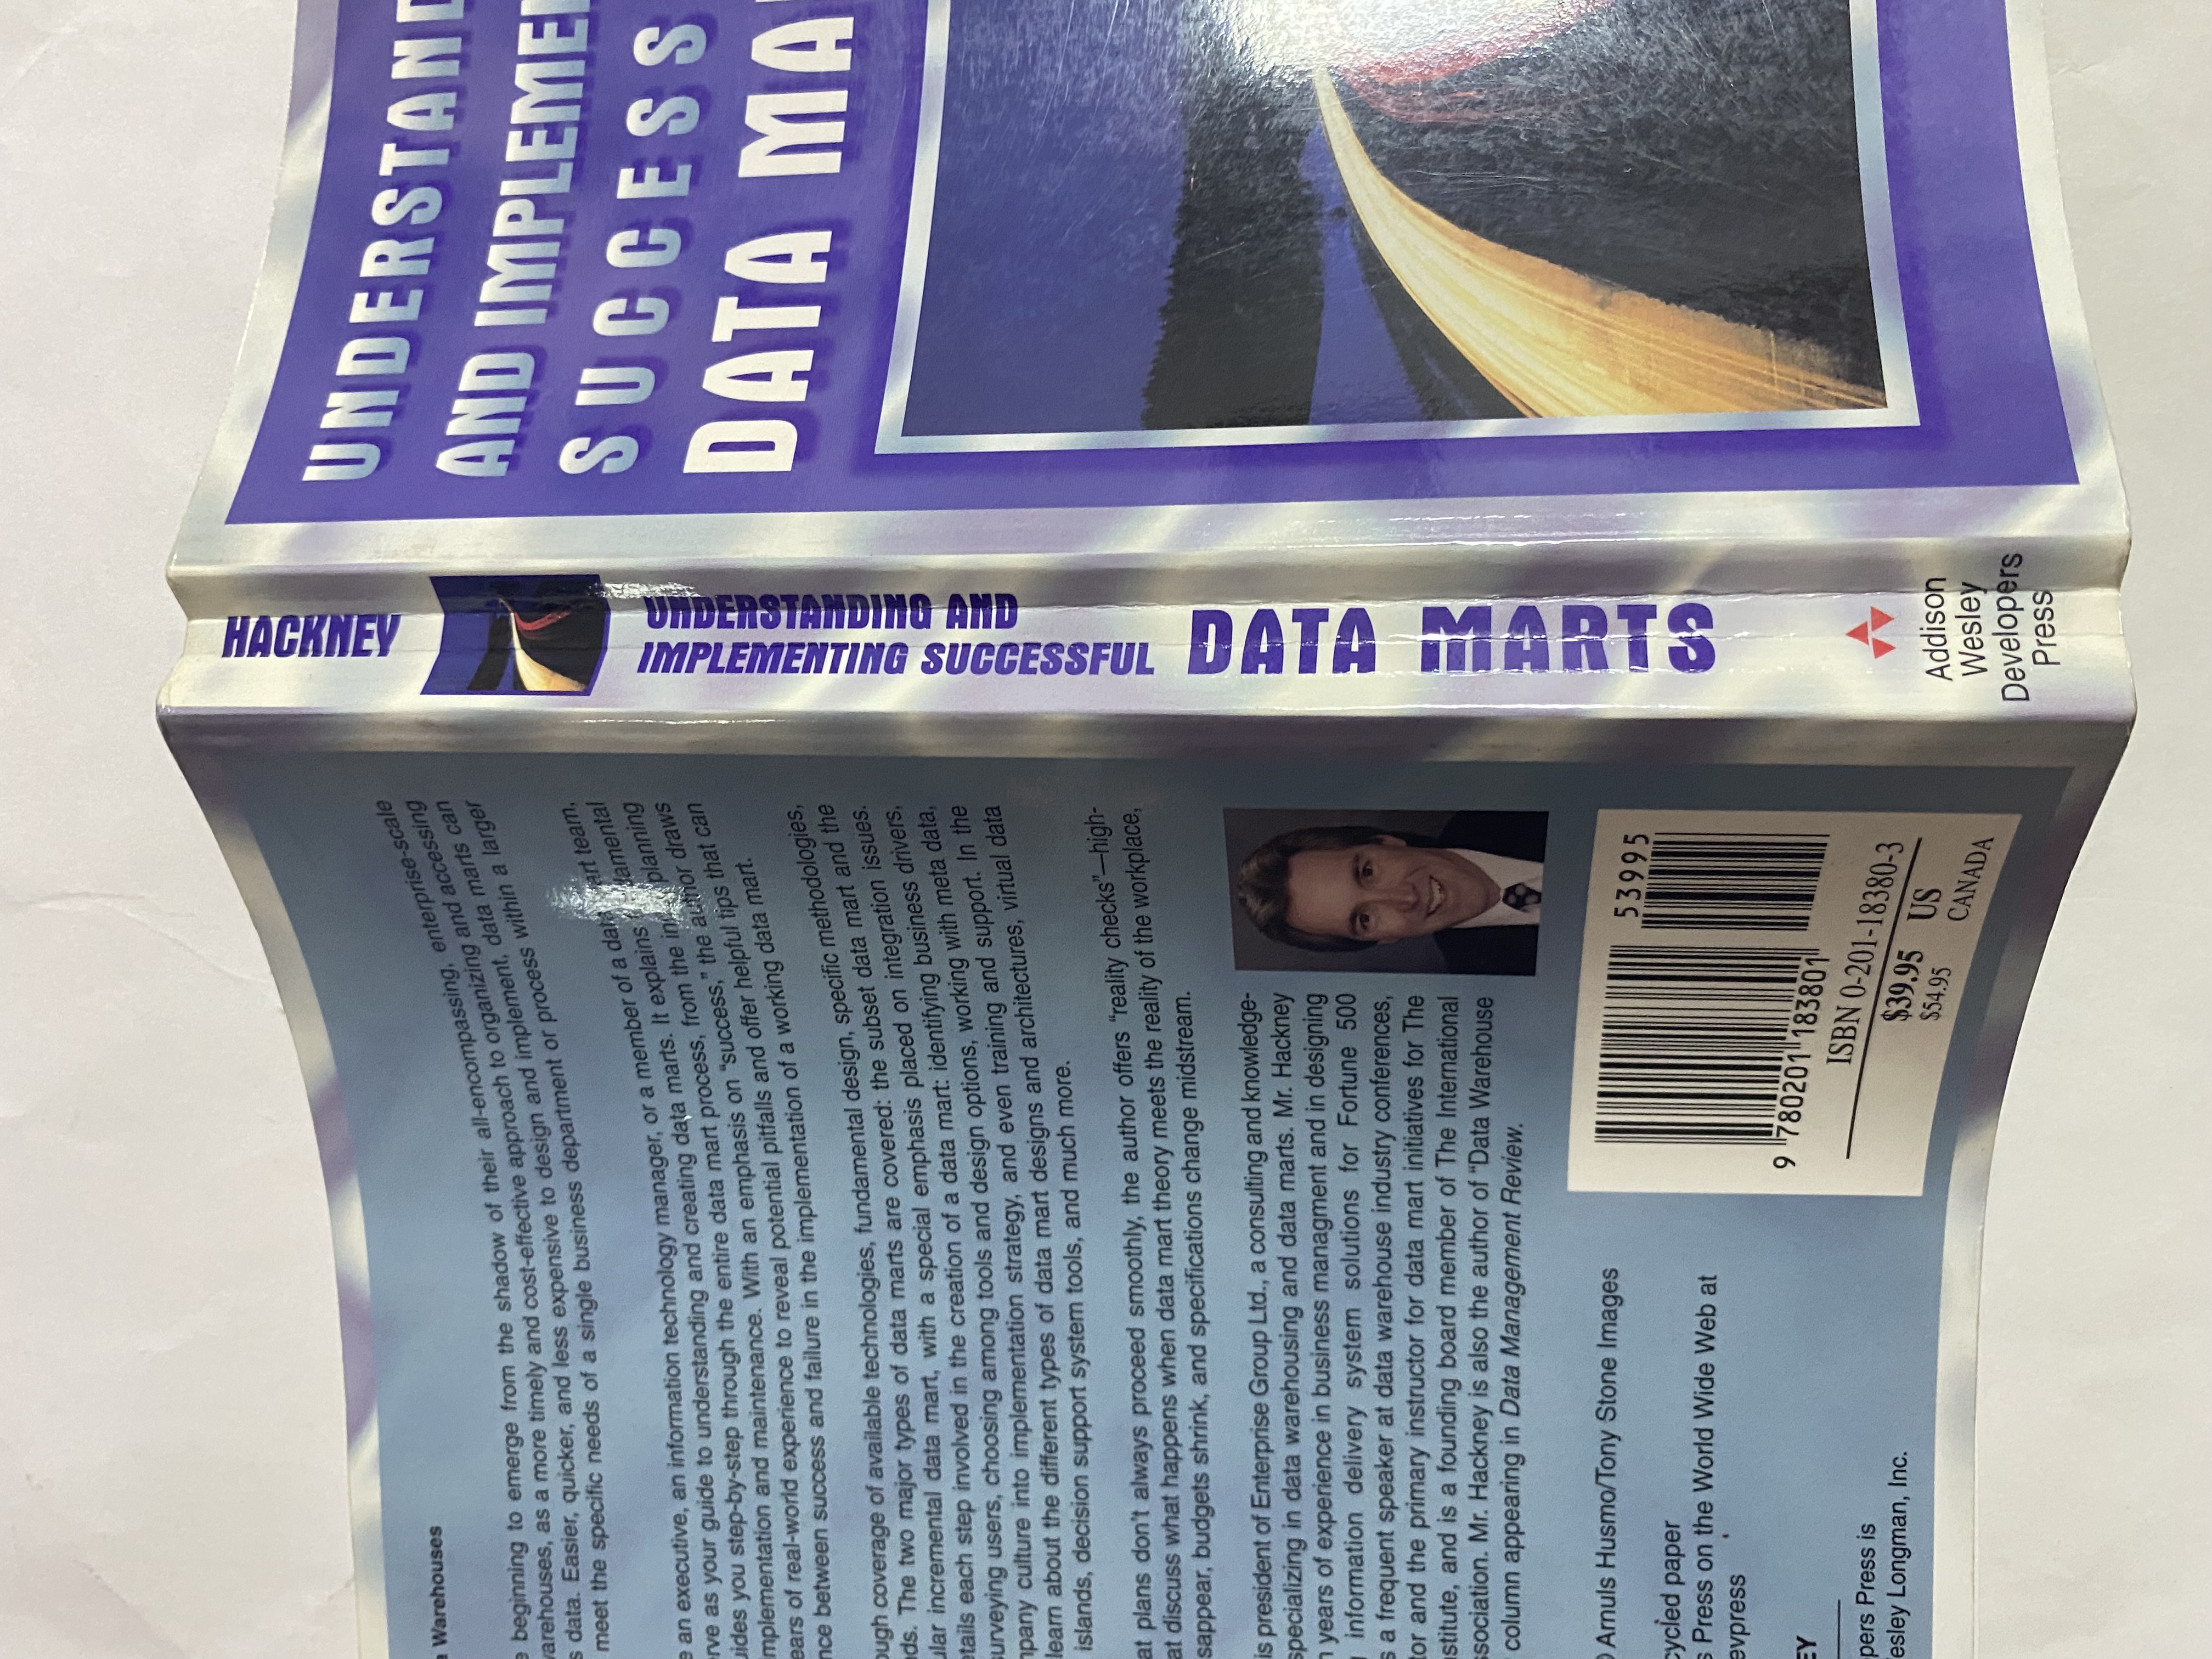 Warehouses
beginning to emerge from the shadow of their all-encompassing, enterprise-scale
warehouses, as a more timely and cost-effective approach to organizing and accessing
data. Easier, quicker, and less expensive to design and implement, data marts can
meet the specific needs of a single business department or process within a larger
an executive, an information technology manager, or a member of a data mart team,
as your guide to understanding and creating data marts. It explains fundamental
you step-by-step through the entire data mart process, from the planning
implementation and maintenance. With an emphasis on “success,” the author draws
years of real-world experience to reveal potential pitfalls and offer helpful tips that can
between success and failure in the implementation of a working data mart.
coverage of available technologies, fundamental design, specific methodologies,
The two major types of data marts are covered: the subset data mart and the
incremental data mart, with a special emphasis placed on integration issues.
each step involved in the creation of a data mart: identifying business drivers,
surveying users, choosing among tools and design options, working with meta data,
culture into implementation strategy, and even training and support. In the
learn about the different types of data mart designs and architectures, virtual data
islands, decision support system tools, and much more.
at plans don’t always proceed smoothly, the author offers “reality checks”—high-
at discuss what happens when data mart theory meets the reality of the workplace,
sappear, budgets shrink, and specifications change midstream.
is president of Enterprise Group Ltd., a consulting and knowledge-
specializing in data warehousing and data marts. Mr. Hackney
years of experience in business managment and in designing
information delivery system solutions for Fortune 500
s a frequent speaker at data warehouse industry conferences,
tor and the primary instructor for data mart initiatives for The
stitute, and is a founding board member of The International
ssociation. Mr. Hackney is also the author of “Data Warehouse
column appearing in Data Management Review.
© Arnuls Husmo/Tony Stone Images
cycled paper
s Press on the World Wide Web at
evpress
EY
pers Press is
esley Longman, Inc.
53995
9 780201 183801
ISBN 0-201-18380-3
$39.95 US
$54.95 CANADA
HACKNEY
UNDERSTANDING AND
IMPLEMENTING SUCCESSFUL
DATA MARTS
Addison
Wesley
Developers
Press
UNDERSTAND
AND IMPLEME
SUCCESS
DATA MA